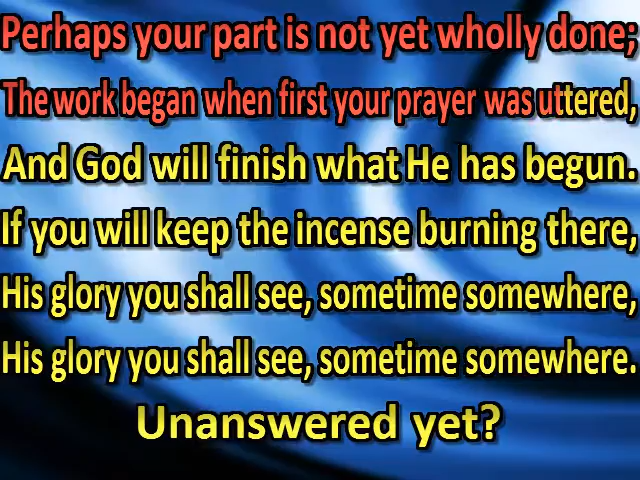 Perhaps your part is not yet wholly done;
The work began when first your prayer was uttered,
And God will finish what He has begun.
If you will keep the incense burning there,
His glory you shall see, sometime somewhere,
His glory you shall see, sometime somewhere.
Unanswered yet?